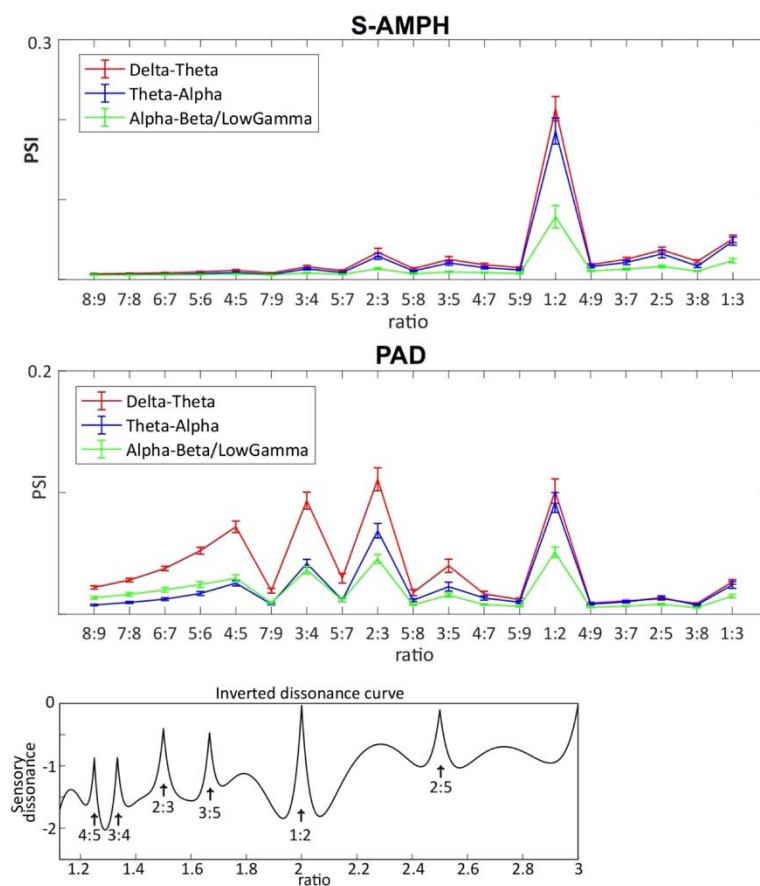 S-AMPH
0.3
Delta-Theta
Theta-Alpha
Alpha-Beta/LowGamma
PSI
8:9 7:8 6:7 5:6 4:5 7:9 3:4 5:7 2:3 5:8 3:5 4:7 5:9 1:2 4:9 3:7 2:5 3:8 1:3
ratio
PAD
0.2
Delta-Theta
Theta-Alpha
Alpha-Beta/LowGamma
PSI
8:9 7:8 6:7 5:6 4:5 7:9 3:4 5:7 2:3 5:8 3:5 4:7 5:9 1:2 4:9 3:7 2:5 3:8 1:3
ratio
Inverted dissonance curve
0
-1
-2
Sensory
dissonance
4:5 3:4 2:3 3:5 1:2 2:5
1.2 1.4 1.6 1.8 2 2.2 2.4 2.6 2.8 3
ratio